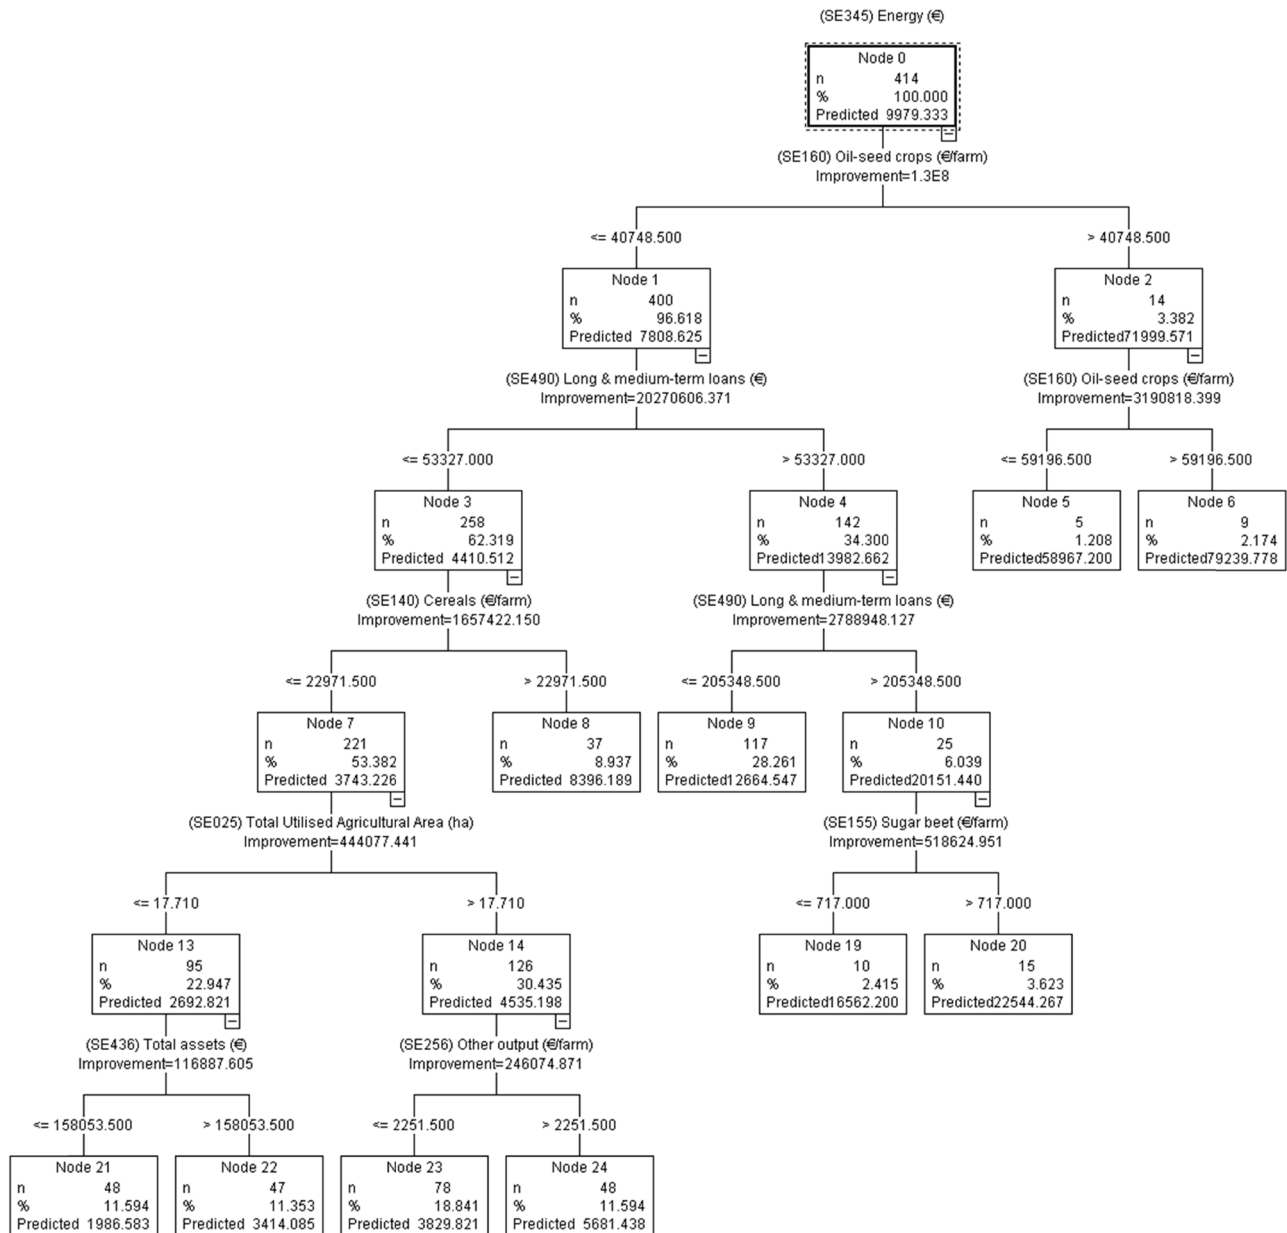 (SE345) Energy (€)
Node 0
n 414
% 100.000
Predicted 9979.333
(SE160) Oil-seed crops (€/farm)
Improvement=1.3E8
<= 40748.500
> 40748.500
Node 1
n 400
% 96.618
Predicted 7808.625
Node 2
n 14
% 3.382
Predicted71999.571
(SE490) Long & medium-term loans (€)
Improvement=20270606.371
(SE160) Oil-seed crops (€/farm)
Improvement=3190818.399
<= 53327.000
> 53327.000
<= 59196.500
> 59196.500
Node 3
n 258
% 62.319
Predicted 4410.512
Node 4
n 142
% 34.300
Predicted13982.662
Node 5
n 5
% 1.208
Predicted58967.200
Node 6
n 9
% 2.174
Predicted79239.778
(SE140) Cereals (€/farm)
Improvement=1657422.150
(SE490) Long & medium-term loans (€)
Improvement=2788948.127
<= 22971.500
> 22971.500
<= 205348.500
> 205348.500
Node 7
n 221
% 53.382
Predicted 3743.226
Node 8
n 37
% 8.937
Predicted 8396.189
Node 9
n 117
% 28.261
Predicted12664.547
Node 10
n 25
% 6.039
Predicted20151.440
(SE025) Total Utilised Agricultural Area (ha)
Improvement=444077.441
(SE155) Sugar beet (€/farm)
Improvement=518624.951
<= 17.710
> 17.710
<= 717.000
> 717.000
Node 13
n 95
% 22.947
Predicted 2692.821
Node 14
n 126
% 30.435
Predicted 4535.198
Node 19
n 10
% 2.415
Predicted16562.200
Node 20
n 15
% 3.623
Predicted22544.267
(SE436) Total assets (€)
Improvement=116887.605
(SE256) Other output (€/farm)
Improvement=246074.871
<= 158053.500
> 158053.500
<= 2251.500
> 2251.500
Node 21
n 48
% 11.594
Predicted 1986.583
Node 22
n 47
% 11.353
Predicted 3414.085
Node 23
n 78
% 18.841
Predicted 3829.821
Node 24
n 48
% 11.594
Predicted 5681.438